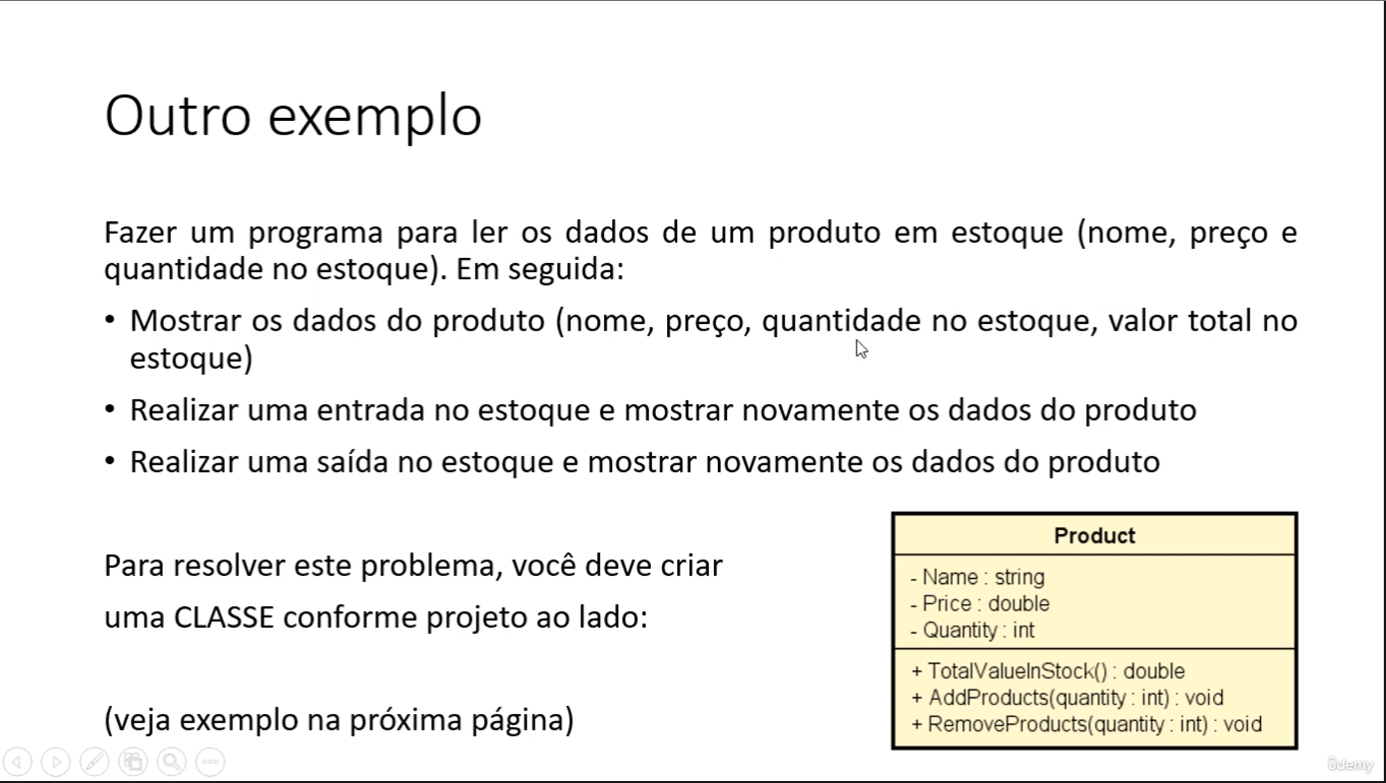 Outro exemplo
Fazer um programa para ler os dados de um produto em estoque (nome, preço e
quantidade no estoque). Em seguida:
• Mostrar os dados do produto (nome, preço, quantidade no estoque, valor total no
estoque)
• Realizar uma entrada no estoque e mostrar novamente os dados do produto
• Realizar uma saída no estoque e mostrar novamente os dados do produto
Para resolver este problema, você deve criar
uma CLASSE conforme projeto ao lado:
(veja exemplo na próxima página)
Product
- Name : string
- Price : double
- Quantity : int
+ TotalValueInStock() : double
+ AddProducts(quantity : int) : void
+ RemoveProducts(quantity : int) : void
ûdemy